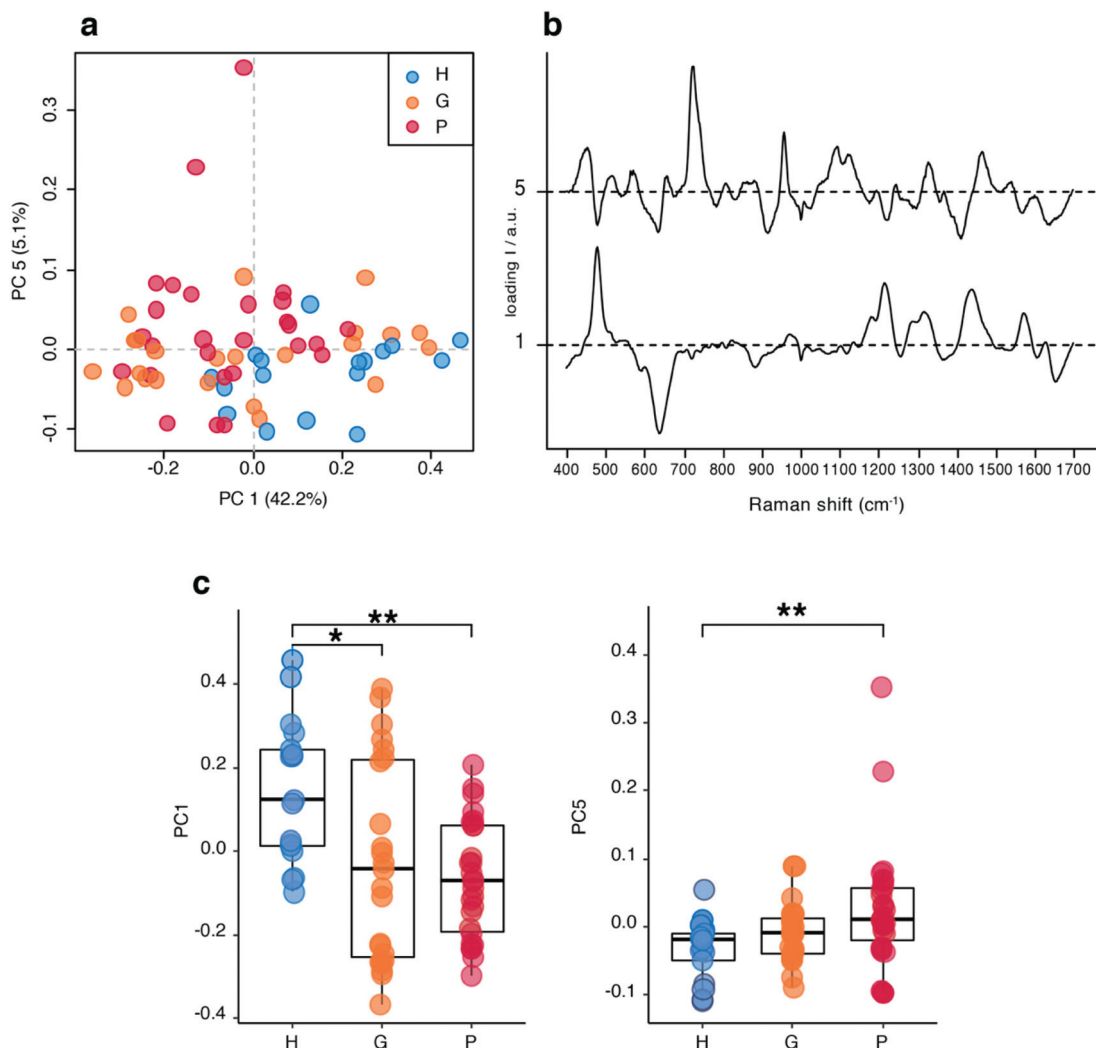 a
H
G
P
0.3
0.2
0.1
0.0
-0.1
PC 5 (5.1%)
-0.2 0.0 0.2 0.4
PC 1 (42.2%)
b
5
1
loading I / a.u.
400 500 600 700 800 900 1000 1100 1200 1300 1400 1500 1600 1700
Raman shift (cm-1)
c
**
*
0.4
0.2
0.0
-0.2
-0.4
PC1
H G P
**
0.4
0.3
0.2
0.1
0.0
-0.1
PC5
H G P